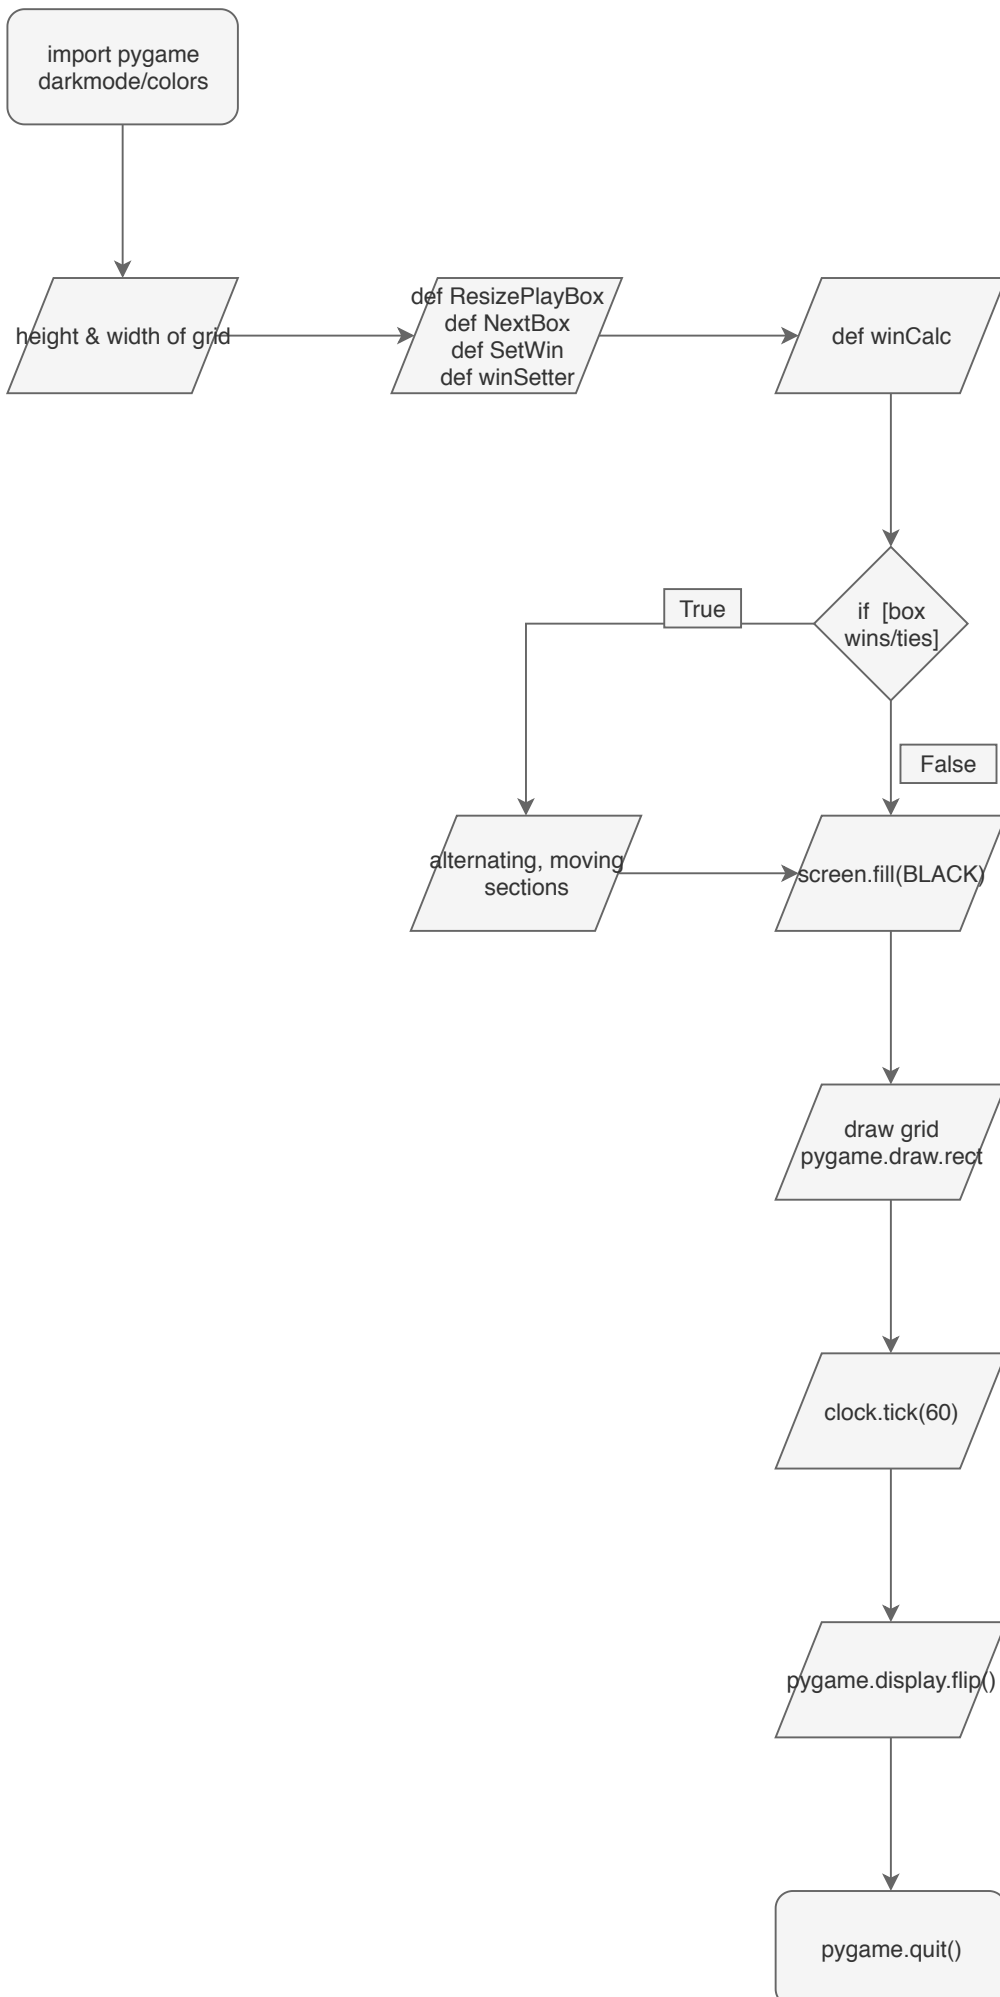 import pygame
darkmode/colors
height & width of grid
def ResizePlayBox
def NextBox
def SetWin
def winSetter
def winCalc
if [box
wins/ties]
True
False
alternating, moving
sections
screen.fill(BLACK)
draw grid
pygame.draw.rect
clock.tick(60)
pygame.display.flip()
pygame.quit()